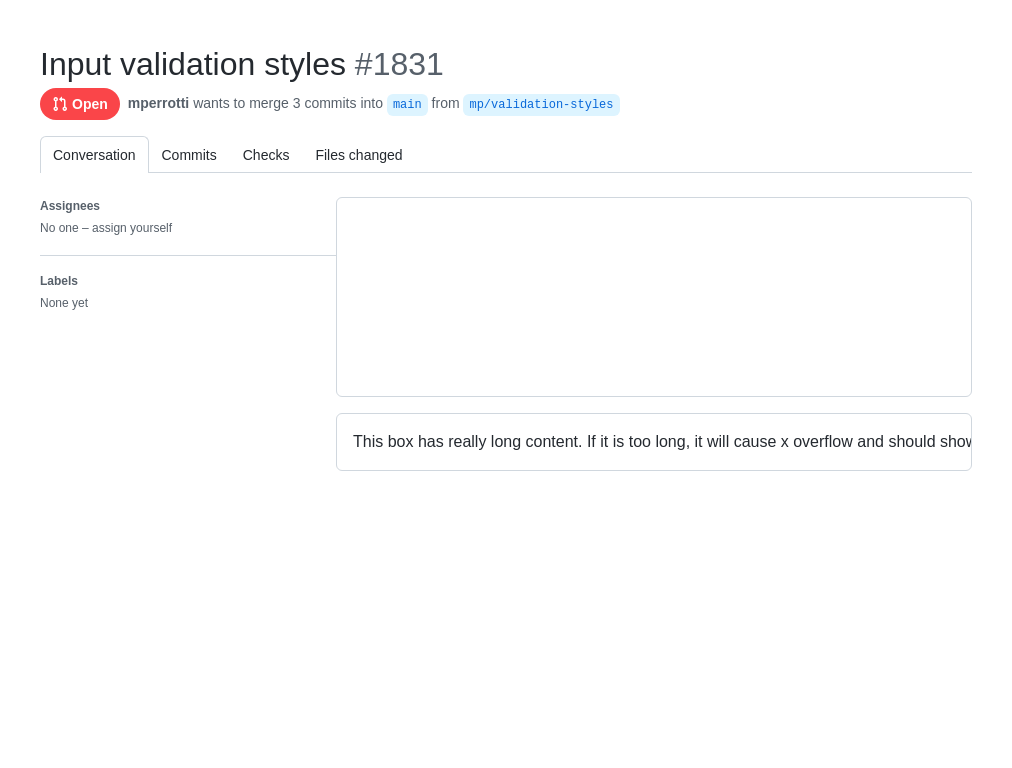 Input validation styles #1831
Open mperrotti wants to merge 3 commits into main from mp/validation-styles
Conversation Commits Checks Files changed
Assignees
No one – assign yourself
Labels
None yet
This box has really long content. If it is too long, it will cause x overflow and should show